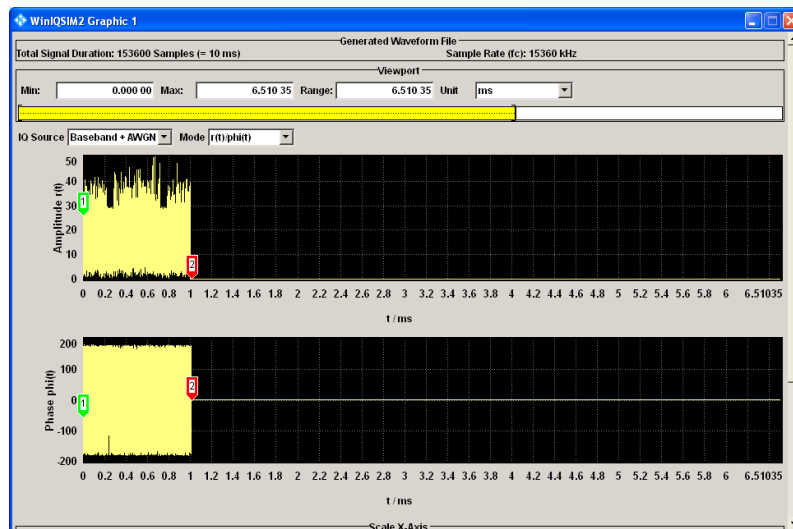 WinIQSIM2 Graphic 1
Generated Waveform File
Total Signal Duration: 153600 Samples (= 10 ms) Sample Rate (fc): 15360 kHz
Viewport
Min: 0.000 00 Max: 6.510 35 Range: 6.510 35 Unit ms
IQ Source Baseband + AWGN Mode r(t)/phi(t)
Amplitude r(t)
50
40
30
20
10
0
1
2
0 0.2 0.4 0.6 0.8 1 1.2 1.4 1.6 1.8 2 2.2 2.4 2.6 2.8 3 3.2 3.4 3.6 3.8 4 4.2 4.4 4.6 4.8 5 5.2 5.4 5.6 5.8 6 6.51035
t / ms
Phase phi(t)
200
100
0
-100
-200
1
2
0 0.2 0.4 0.6 0.8 1 1.2 1.4 1.6 1.8 2 2.2 2.4 2.6 2.8 3 3.2 3.4 3.6 3.8 4 4.2 4.4 4.6 4.8 5 5.2 5.4 5.6 5.8 6 6.51035
t / ms
Scale X-Axis